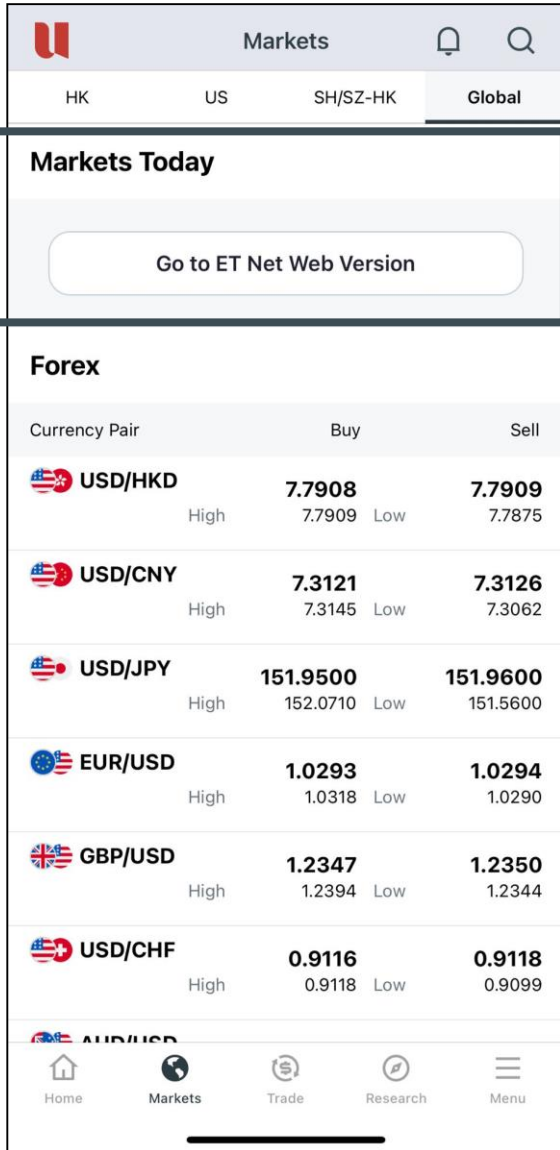 Markets
HK US SH/SZ-HK Global
Markets Today
Go to ET Net Web Version
Forex
Currency Pair Buy Sell
USD/HKD 7.7908 7.7909
High 7.7909 Low 7.7875
USD/CNY 7.3121 7.3126
High 7.3145 Low 7.3062
USD/JPY 151.9500 151.9600
High 152.0710 Low 151.5600
EUR/USD 1.0293 1.0294
High 1.0318 Low 1.0290
GBP/USD 1.2347 1.2350
High 1.2394 Low 1.2344
USD/CHF 0.9116 0.9118
High 0.9118 Low 0.9099
AUD/USD
Home Markets Trade Research Menu